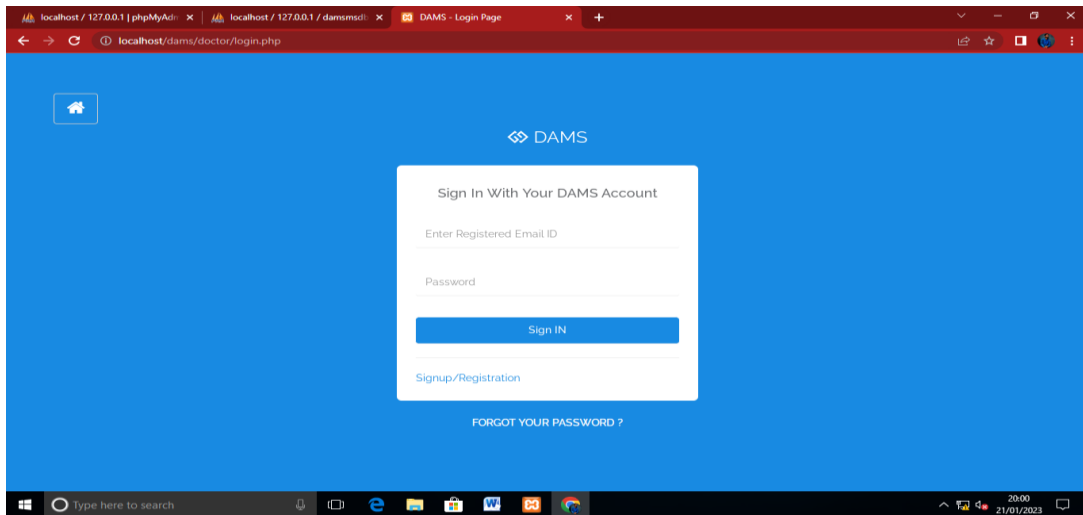 localhost / 127.0.0.1 | phpMyAdm
localhost / 127.0.0.1 / damsmsdb
DAMS - Login Page
localhost/dams/doctor/login.php
DAMS
Sign In With Your DAMS Account
Enter Registered Email ID
Password
Sign IN
Signup/Registration
FORGOT YOUR PASSWORD ?
Type here to search
20:00
21/01/2023